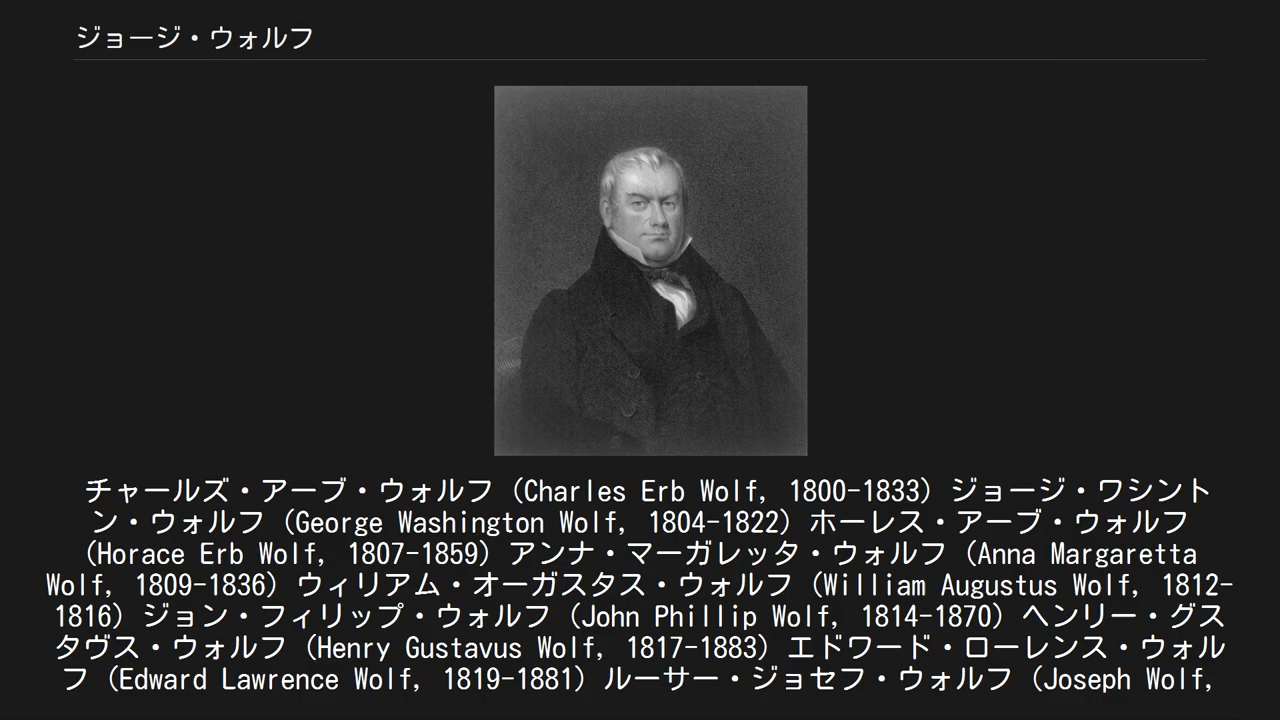 ジョージ・ウォルフ
チャールズ・アーブ・ウォルフ (Charles Erb Wolf, 1800-1833) ジョージ・ワシント
ン・ウォルフ (George Washington Wolf, 1804-1822) ホーレス・アーブ・ウォルフ
(Horace Erb Wolf, 1807-1859) アンナ・マーガレッタ・ウォルフ (Anna Margaretta
Wolf, 1809-1836) ウィリアム・オーガスタス・ウォルフ (William Augustus Wolf, 1812-
1816) ジョン・フィリップ・ウォルフ (John Phillip Wolf, 1814-1870) ヘンリー・グス
タヴス・ウォルフ (Henry Gustavus Wolf, 1817-1883) エドワード・ローレンス・ウォル
フ (Edward Lawrence Wolf, 1819-1881) ルーサー・ジョセフ・ウォルフ (Joseph Wolf,